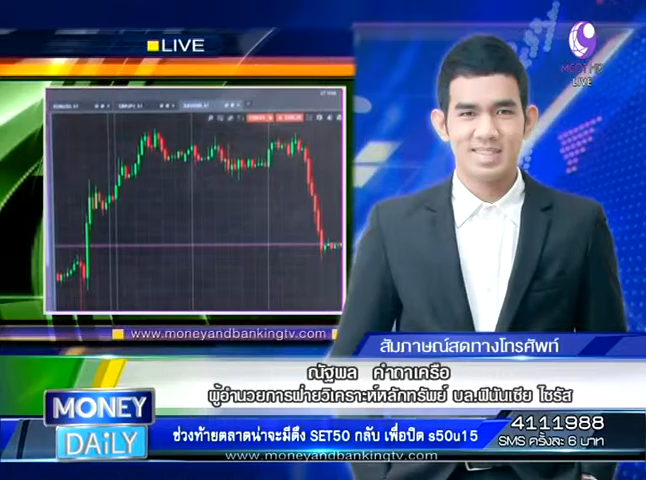 LIVE
MCOT HD
LIVE
www.moneyandbankingtv.com
สัมภาษณ์สดทางโทรศัพท์
ณัฐพล คำถาเครือ
ผู้อำนวยการฝ่ายวิเคราะห์หลักทรัพย์ บล.ฟินันเซีย ไซรัส
MONEY
DAiLY
ช่วงท้ายตลาดน่าจะมีดึง SET50 กลับ เพื่อปิด s50u15
4111988
SMS ครั้งละ 6 บาท
www.moneyandbankingtv.com